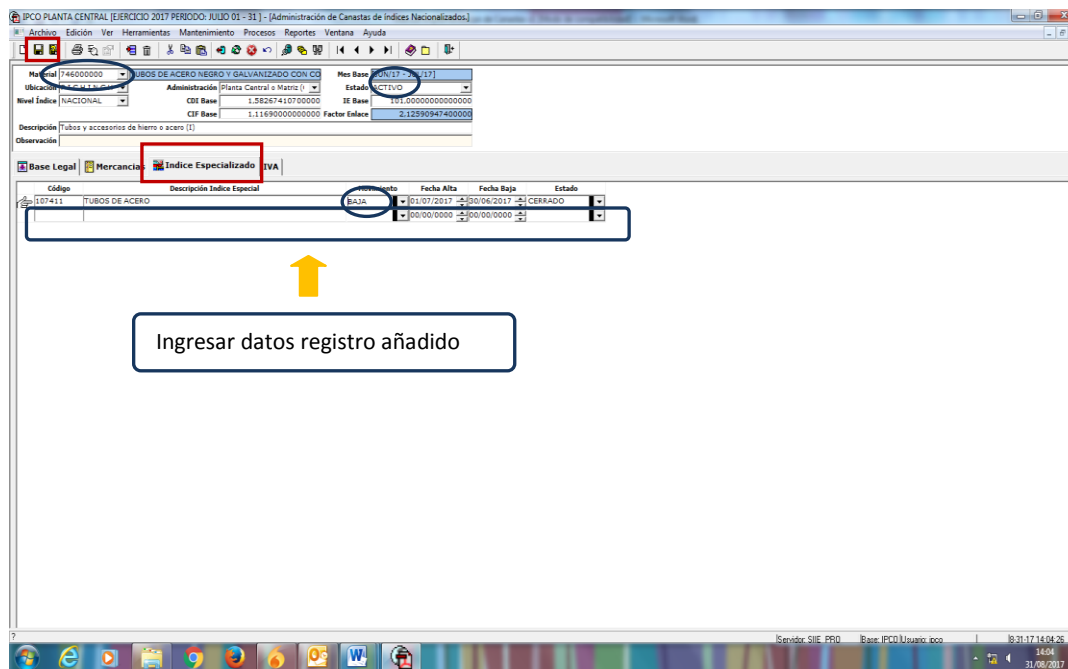 IPCO PLANTA CENTRAL [EJERCICIO 2017 PERIODO: JULIO 01 - 31 ] - [Administración de Canastas de Índices Nacionalizados.]
Archivo Edición Ver Herramientas Mantenimiento Procesos Reportes Ventana Ayuda
Material 746000000 TUBOS DE ACERO NEGRO Y GALVANIZADO CON CO Mes Base JUN/17 - JUL/17]
Ubicación Administración Planta Central o Matriz ( Estado ACTIVO
Nivel Índice NACIONAL CDI Base 1.58267410700000 IE Base 101.00000000000000
CIF Base 1.11690000000000 Factor Enlace 2.12590947400000
Descripción Tubos y accesorios de hierro o acero (I)
Observación
Base Legal Mercancias Indice Especializado IVA
Código Descripción Indice Especial Movimiento Fecha Alta Fecha Baja Estado
107411 TUBOS DE ACERO BAJA 01/07/2017 30/06/2017 CERRADO
00/00/0000 00/00/0000
Ingresar datos registro añadido
? Servidor: SIIE_PRO Base: IPCO Usuario: ipco 8-31-17 14:04:26
14:04
31/08/2017